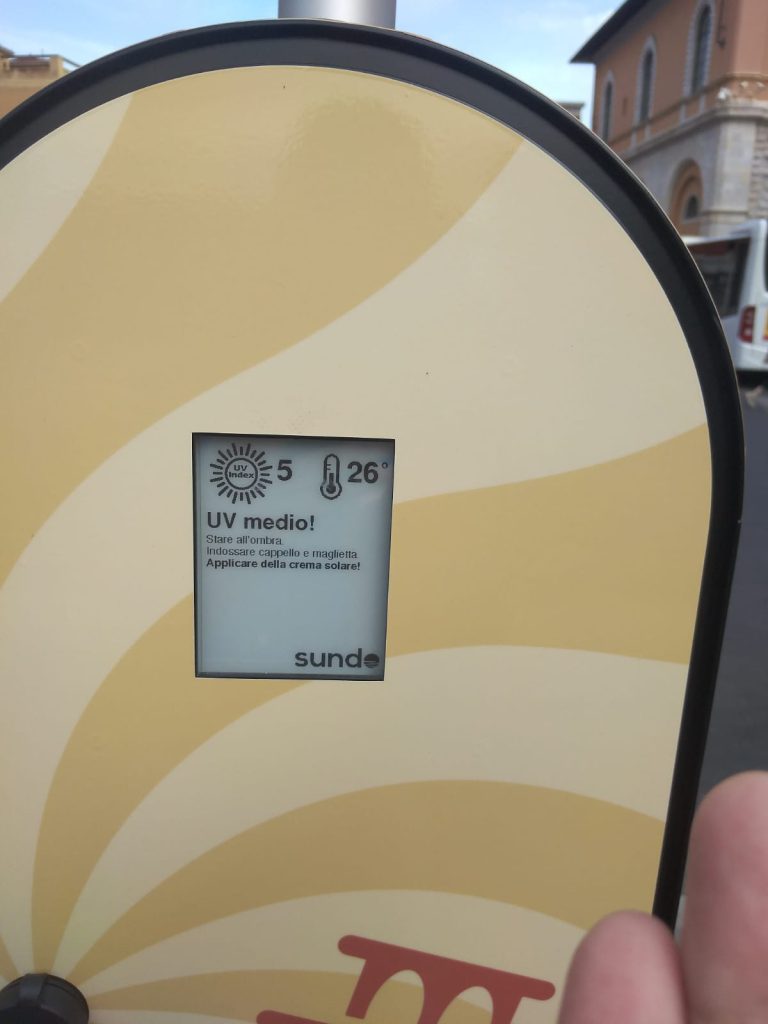 UV
Index
5
26°
UV medio!
Stare all'ombra.
Indossare cappello e maglietta.
Applicare della crema solare!
sundo